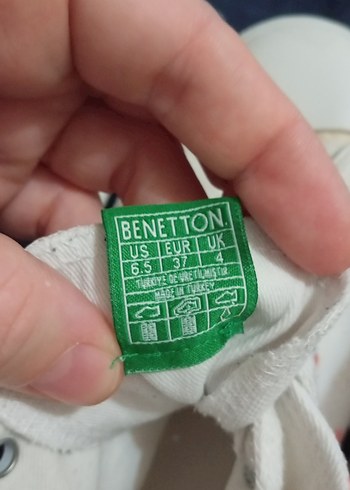 BENETTON.
US EUR UK
6.5 37 4
TÜRKİYE'DE ÜRETİLMİŞTİR
MADE IN TURKEY